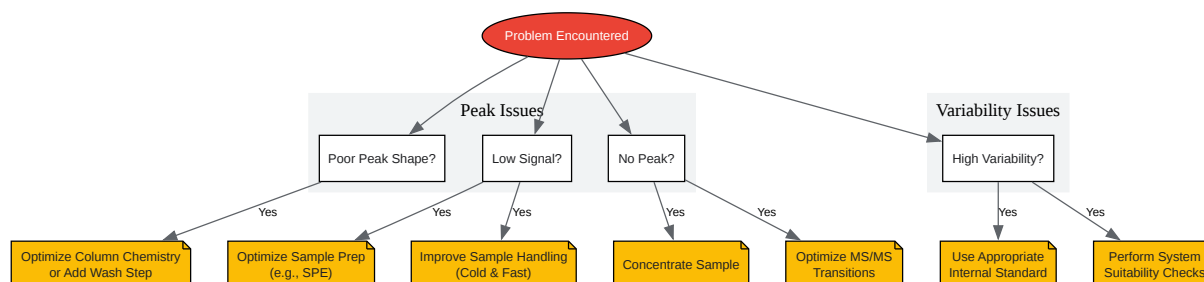 Problem Encountered
Peak Issues
Variability Issues
Poor Peak Shape?
Low Signal?
No Peak?
High Variability?
Yes
Yes
Yes
Yes
Yes
Yes
Yes
Optimize Column Chemistry
or Add Wash Step
Optimize Sample Prep
(e.g., SPE)
Improve Sample Handling
(Cold & Fast)
Concentrate Sample
Optimize MS/MS
Transitions
Use Appropriate
Internal Standard
Perform System
Suitability Checks